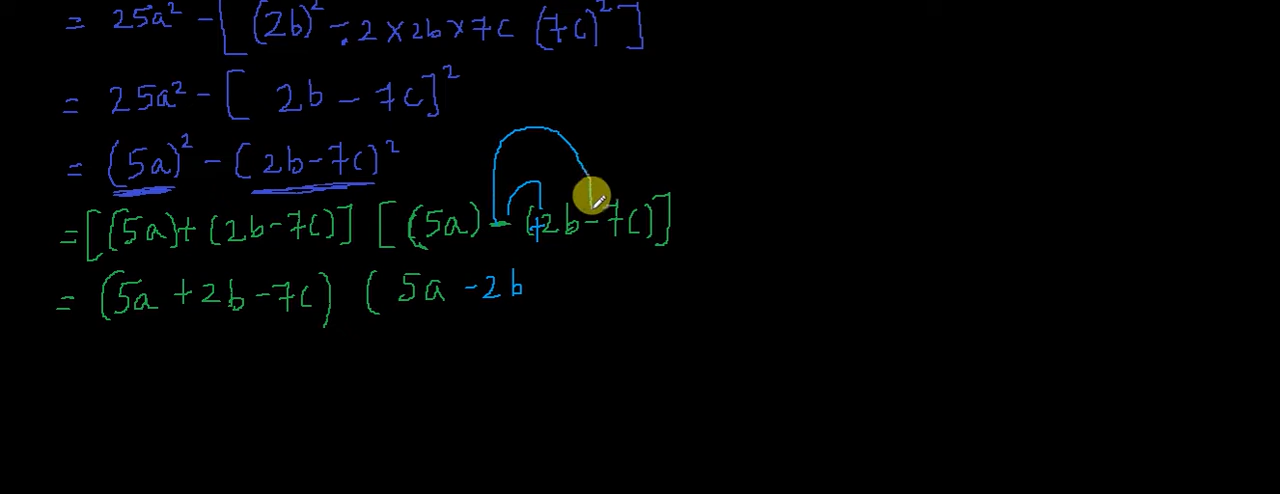 = 25a² - [(2b)² - 2 × 2b × 7c (7c)²]
= 25a² - [ 2b - 7c]²
= (5a)² - (2b-7c)²
= [(5a) + (2b-7c)] [(5a) - (+2b-7c)]
= (5a + 2b - 7c) ( 5a - 2b